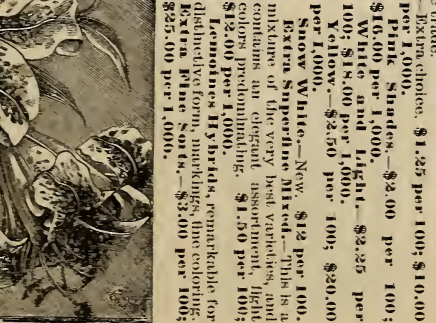 —Extra choice. $1.25 per 100; $10.00
per 1,000.
Pink Shades.—$2.00 per 100;
$16.00 per 1,000.
White and Light.—$2.25 per
100; $18.00 per 1,000.
Yellow.—$2.50 per 100; $20.00
per 1,000.
Snow White.—New. $12 per 100.
Extra Superfine Mixed.—This is a
mixture of the very best varieties, and
contains an elegant assortment, light
colors predominating. $1.50 per 100;
$12.00 per 1,000.
Lemoine's Hybrids, remarkable for
distinctive form, markings, fine coloring.
Extra Fine Sorts.—$3.00 per 100;
$25.00 per 1,000.